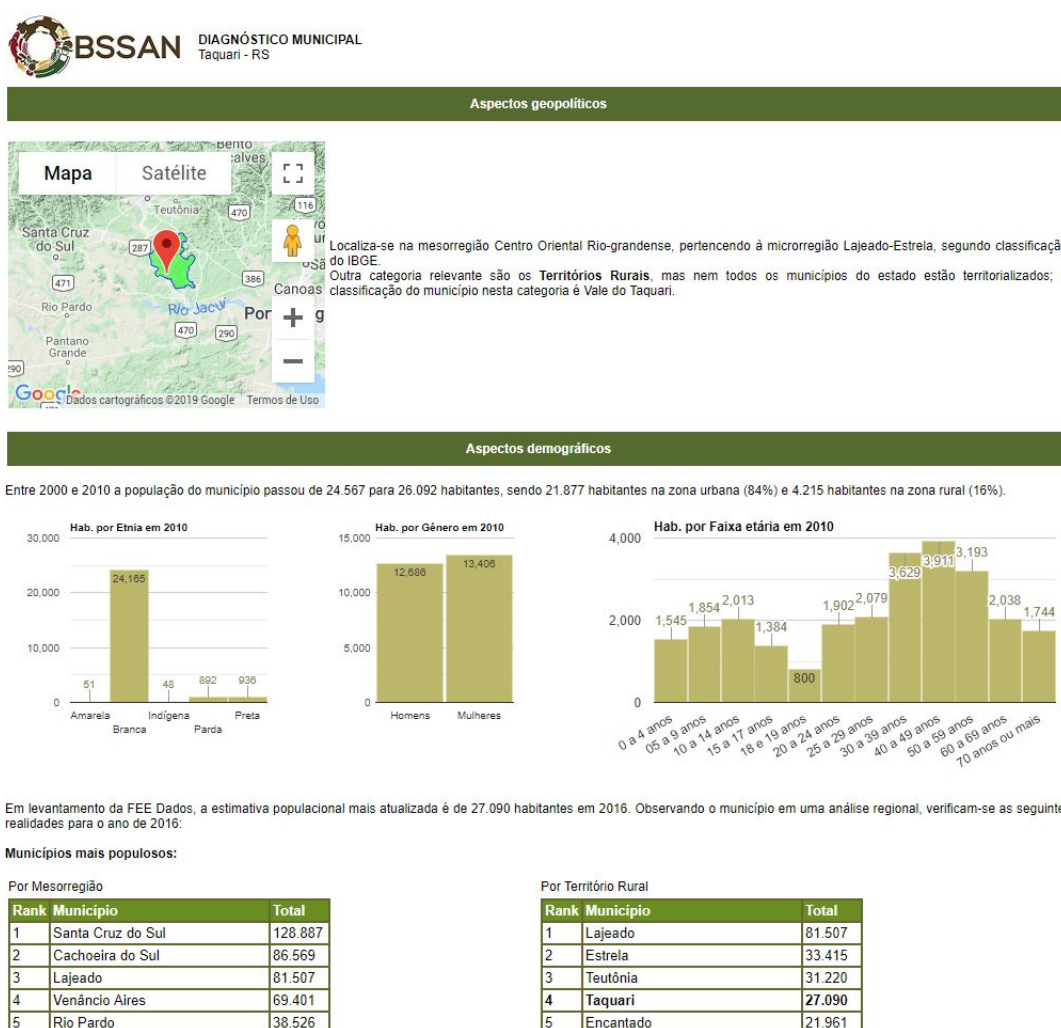 OBSSAN
DIAGNÓSTICO MUNICIPAL
Taquari - RS
Aspectos geopolíticos
Mapa
Satélite
Bento
Teutônia
470
116
Santa Cruz
do Sul
287
471
386
Canoas
Rio Pardo
Rio Jacuí
470
290
Pantano
Grande
Google
Dados cartográficos ©2019 Google
Termos de Uso
Localiza-se na mesorregião Centro Oriental Rio-grandense, pertencendo à microrregião Lajeado-Estrela, segundo
do IBGE.
Outra categoria relevante são os Territórios Rurais, mas nem todos os municípios do estado estão territorializados;
classificação do município nesta categoria é Vale do Taquari.
Aspectos demográficos
Entre 2000 e 2010 a população do município passou de 24.567 para 26.092 habitantes, sendo 21.877 habitantes na zona urbana (84%) e 4.215 habitantes na zona rural (16%).
Hab. por Etnia em 2010
30,000
20,000
10,000
0
51
24,165
48
892
936
Amarela
Branca
Indígena
Parda
Preta
Hab. por Gênero em 2010
15,000
10,000
5,000
0
12,686
13,406
Homens
Mulheres
Hab. por Faixa etária em 2010
4,000
2,000
0
1,545
1,854
2,013
1,384
800
1,902
2,079
3,629
3,911
3,193
2,038
1,744
0 a 4 anos
05 a 9 anos
10 a 14 anos
15 a 17 anos
18 e 19 anos
20 a 24 anos
25 a 29 anos
30 a 39 anos
40 a 49 anos
50 a 59 anos
60 a 69 anos
70 anos ou mais
Em levantamento da FEE Dados, a estimativa populacional mais atualizada é de 27.090 habitantes em 2016. Observando o município em uma análise regional, verificam-se as
realidades para o ano de 2016:
Municípios mais populosos:
Por Mesorregião
Rank Município Total
1 Santa Cruz do Sul 128.887
2 Cachoeira do Sul 86.569
3 Lajeado 81.507
4 Venâncio Aires 69.401
5 Rio Pardo 38.526
Por Território Rural
Rank Município Total
1 Lajeado 81.507
2 Estrela 33.415
3 Teutônia 31.220
4 Taquari 27.090
5 Encantado 21.961